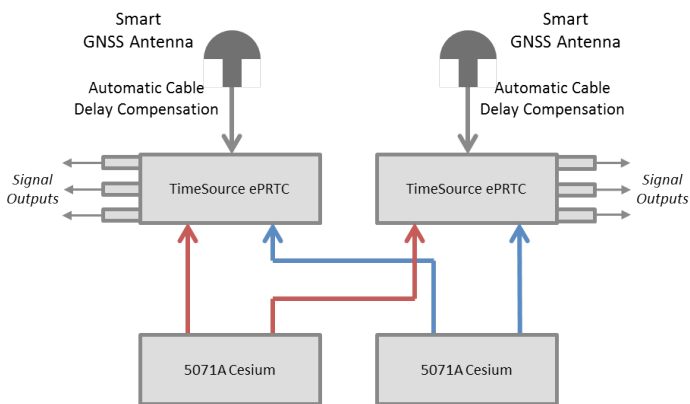 Smart
GNSS Antenna
Smart
GNSS Antenna
Automatic Cable
Delay Compensation
Automatic Cable
Delay Compensation
Signal
Outputs
TimeSource ePRTC
TimeSource ePRTC
Signal
Outputs
5071A Cesium
5071A Cesium